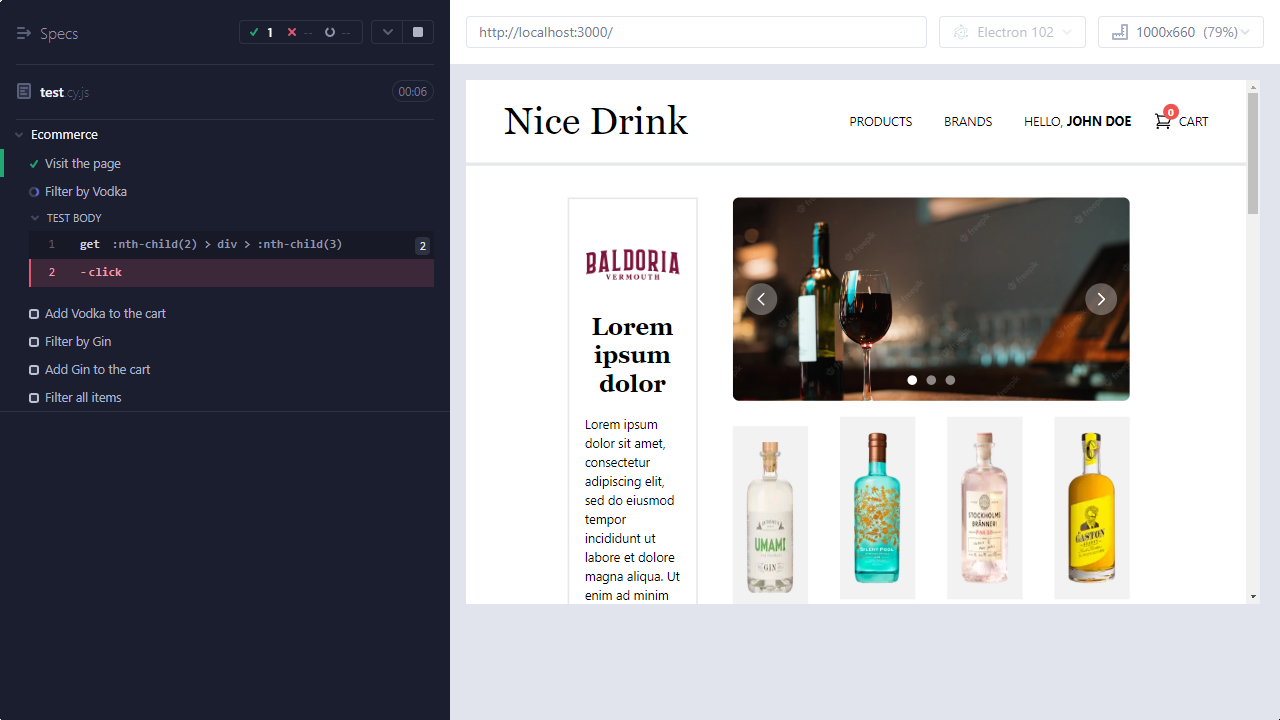 Specs
1
--
--
test.cy.js
00:06
Ecommerce
Visit the page
Filter by Vodka
TEST BODY
1 get :nth-child(2) > div > :nth-child(3) 2
2 -click
Add Vodka to the cart
Filter by Gin
Add Gin to the cart
Filter all items
http://localhost:3000/
Electron 102
1000x660 (79%)
Nice Drink
PRODUCTS
BRANDS
HELLO, JOHN DOE
0
CART
BALDORIA
VERMOUTH
Lorem
ipsum
dolor
Lorem ipsum
dolor sit amet,
consectetur
adipiscing elit,
sed do eiusmod
tempor
incididunt ut
labore et dolore
magna aliqua. Ut
enim ad minim
freepik
UMAMI
GIN
SILENT POOL
STOCKHOLMS
BRÄNNERI
GASTON